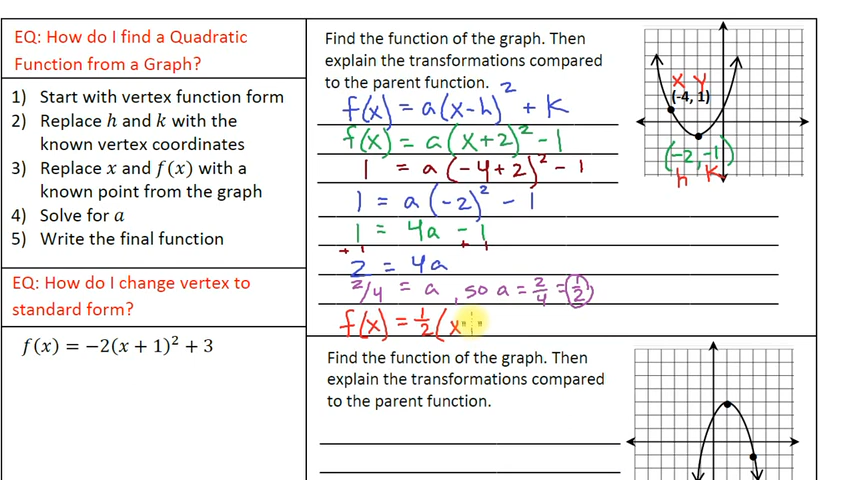 EQ: How do I find a Quadratic
Function from a Graph?
1) Start with vertex function form
2) Replace h and k with the
known vertex coordinates
3) Replace x and f(x) with a
known point from the graph
4) Solve for a
5) Write the final function
EQ: How do I change vertex to
standard form?
f(x) = −2(x + 1)² + 3
Find the function of the graph. Then
explain the transformations compared
to the parent function.
f(x) = a(x-h)² + k
f(x) = a(x+2)² - 1
1 = a(-4+2)² - 1
1 = a(-2)² - 1
1 = 4a - 1
+1 +1
2 = 4a
2/4 = a, so a = 2/4 = 1/2
f(x) = 1/2(x
x y
(-4, 1)
(-2, -1)
h k
Find the function of the graph. Then
explain the transformations compared
to the parent function.